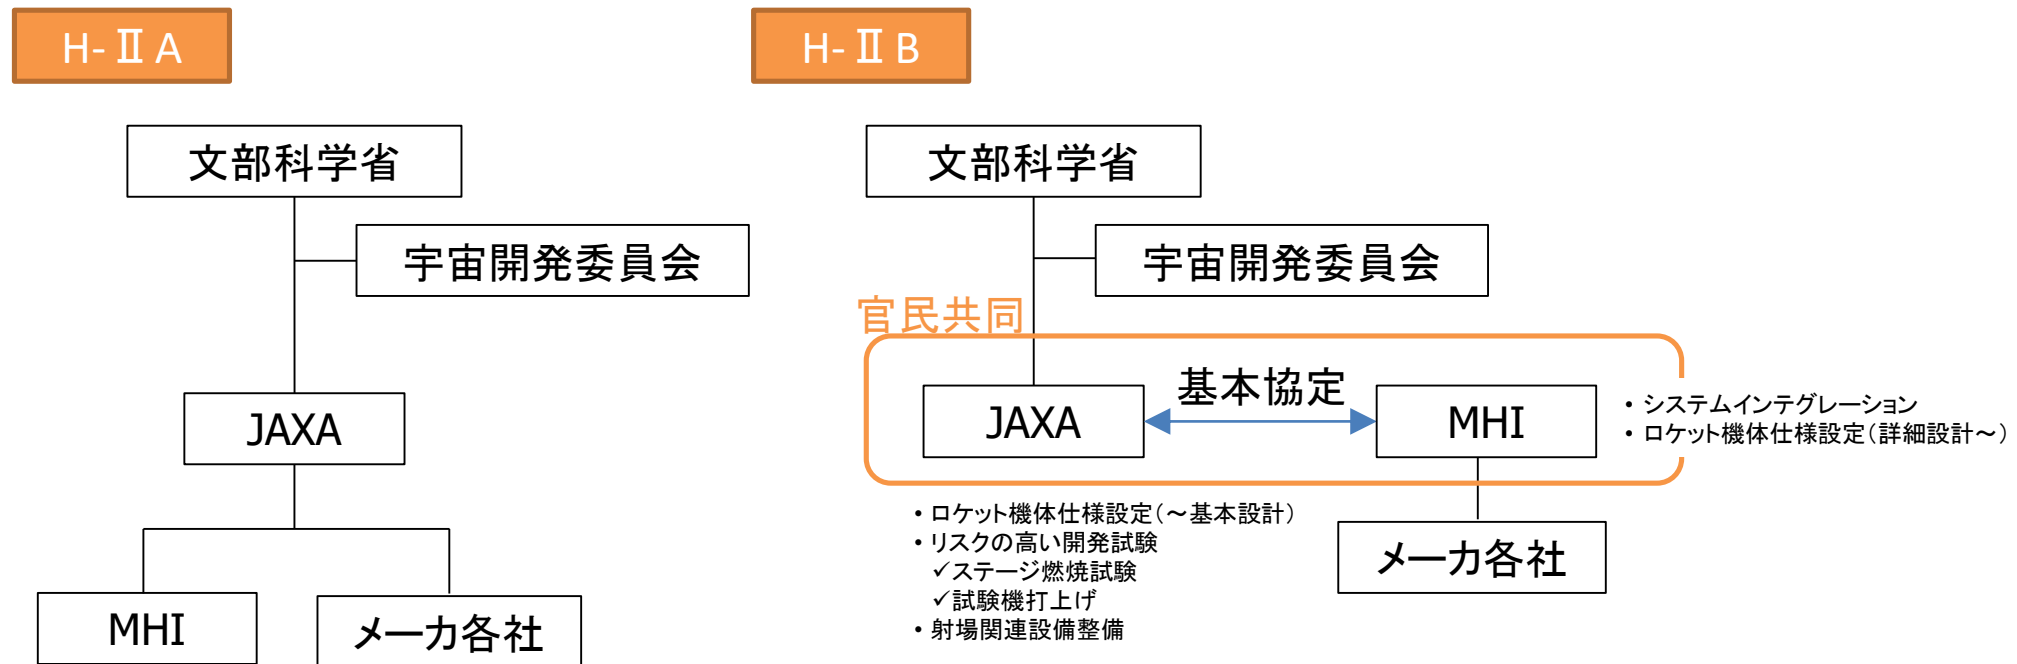 H-ⅡA
文部科学省
宇宙開発委員会
JAXA
MHI
メーカ各社
H-ⅡB
文部科学省
宇宙開発委員会
官民共同
JAXA
基本協定
MHI
・システムインテグレーション
・ロケット機体仕様設定(詳細設計~)
メーカ各社
・ロケット機体仕様設定(~基本設計)
・リスクの高い開発試験
✓ステージ燃焼試験
✓試験機打上げ
・射場関連設備整備